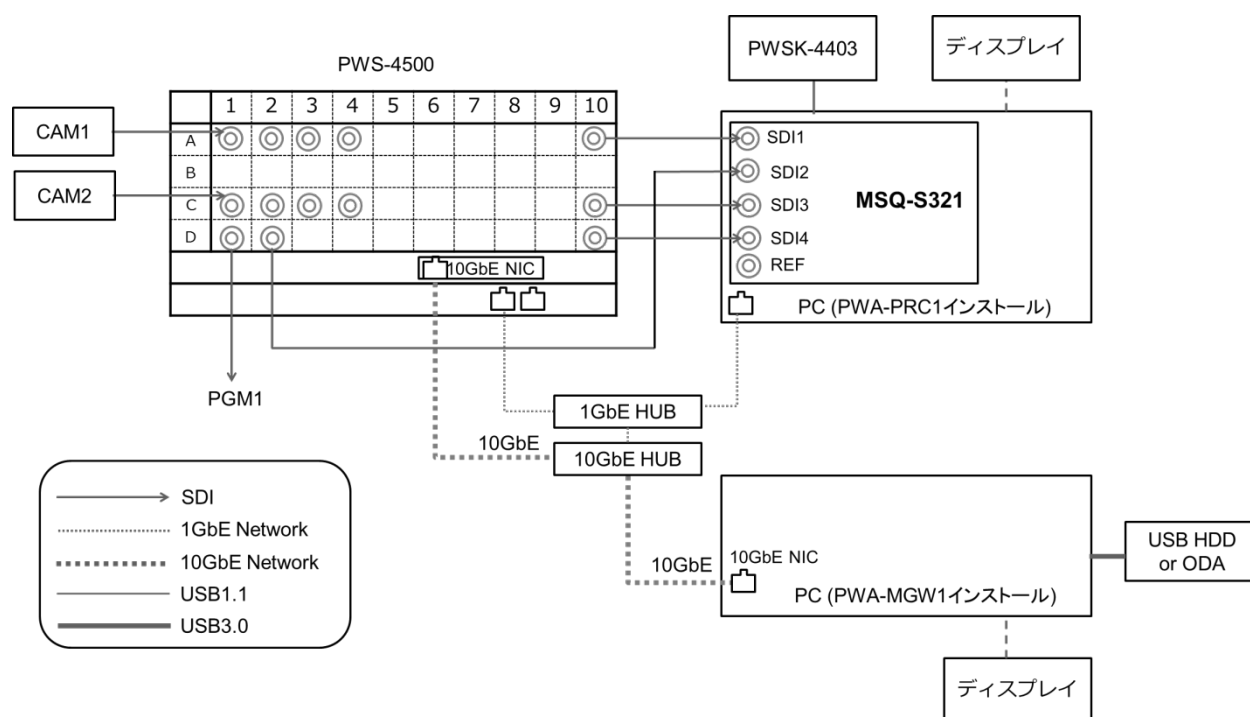 PWS-4500
PWSK-4403
ディスプレイ
1 2 3 4 5 6 7 8 9 10
CAM1
A
B
CAM2
C
D
10GbE NIC
SDI1
SDI2
SDI3
SDI4
REF
MSQ-S321
PC (PWA-PRC1インストール)
PGM1
1GbE HUB
10GbE
10GbE HUB
SDI
1GbE Network
10GbE Network
USB1.1
USB3.0
10GbE
10GbE NIC
PC (PWA-MGW1インストール)
USB HDD
or ODA
ディスプレイ